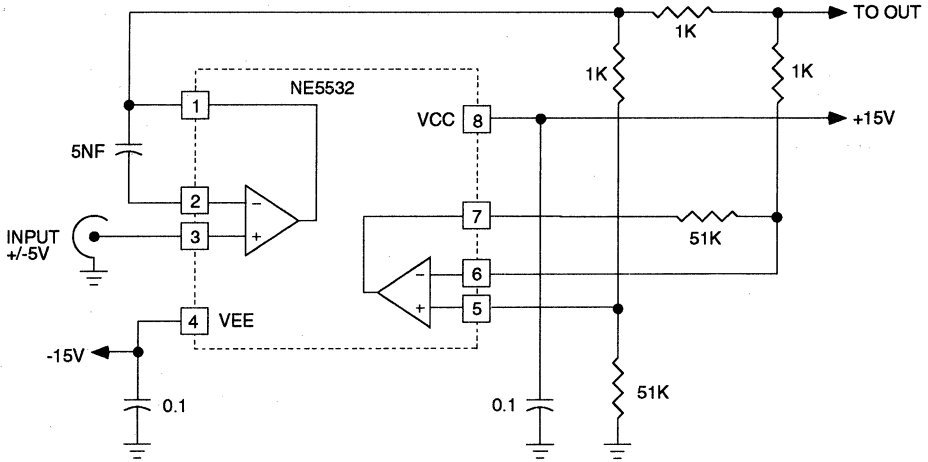 TO OUT
1K
1K
1K
NE5532
1
VCC
8
+15V
5NF
2
7
−
51K
INPUT
+/-5V
3
+
−
6
+
5
4
VEE
-15V
0.1
0.1
51K